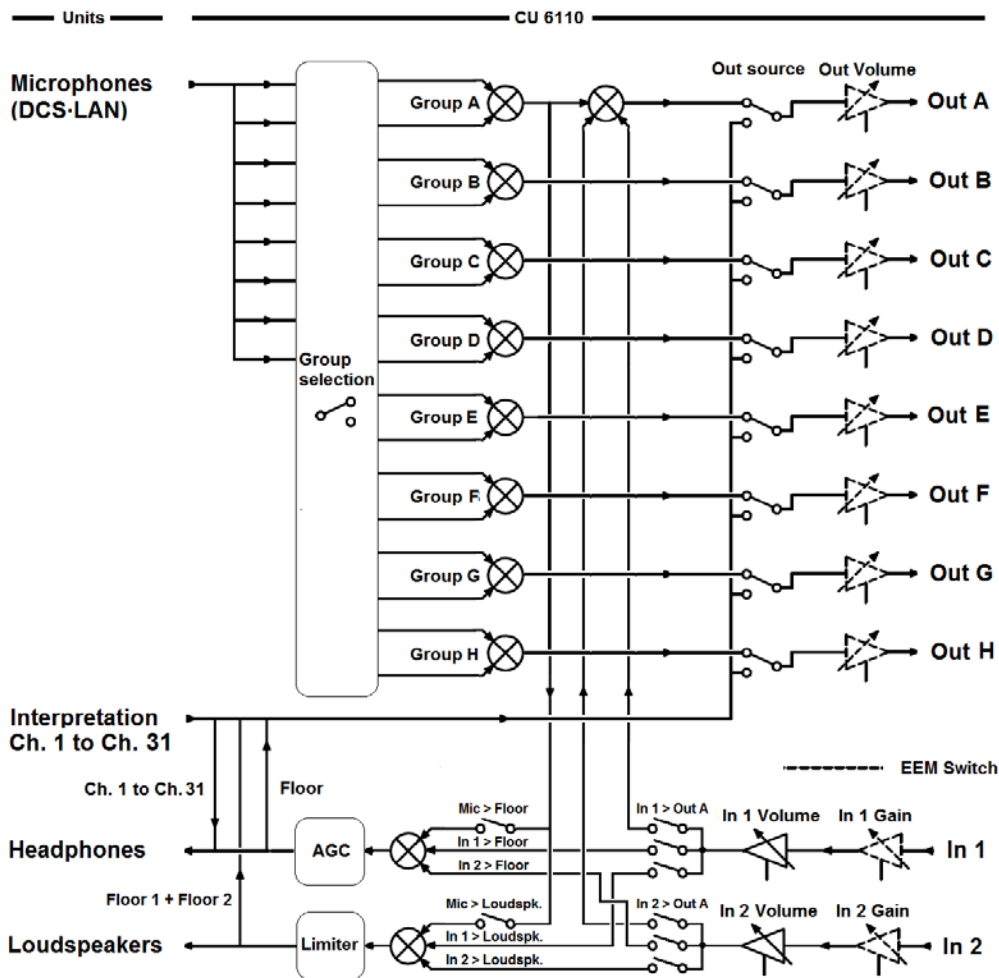 Units
CU 6110
Microphones
(DCS·LAN)
Out source
Out Volume
Group A
Out A
Group B
Out B
Group C
Out C
Group D
Out D
Group
selection
Group E
Out E
Group F
Out F
Group G
Out G
Group H
Out H
Interpretation
Ch. 1 to Ch. 31
Ch. 1 to Ch. 31
Floor
EEM Switch
Mic > Floor
In 1 > Out A
In 1 Volume
In 1 Gain
Headphones
AGC
In 1 > Floor
In 1
In 2 > Floor
Floor 1 + Floor 2
Mic > Loudspk.
In 2 > Out A
In 2 Volume
In 2 Gain
Loudspeakers
Limiter
In 1 > Loudspk.
In 2
In 2 > Loudspk.